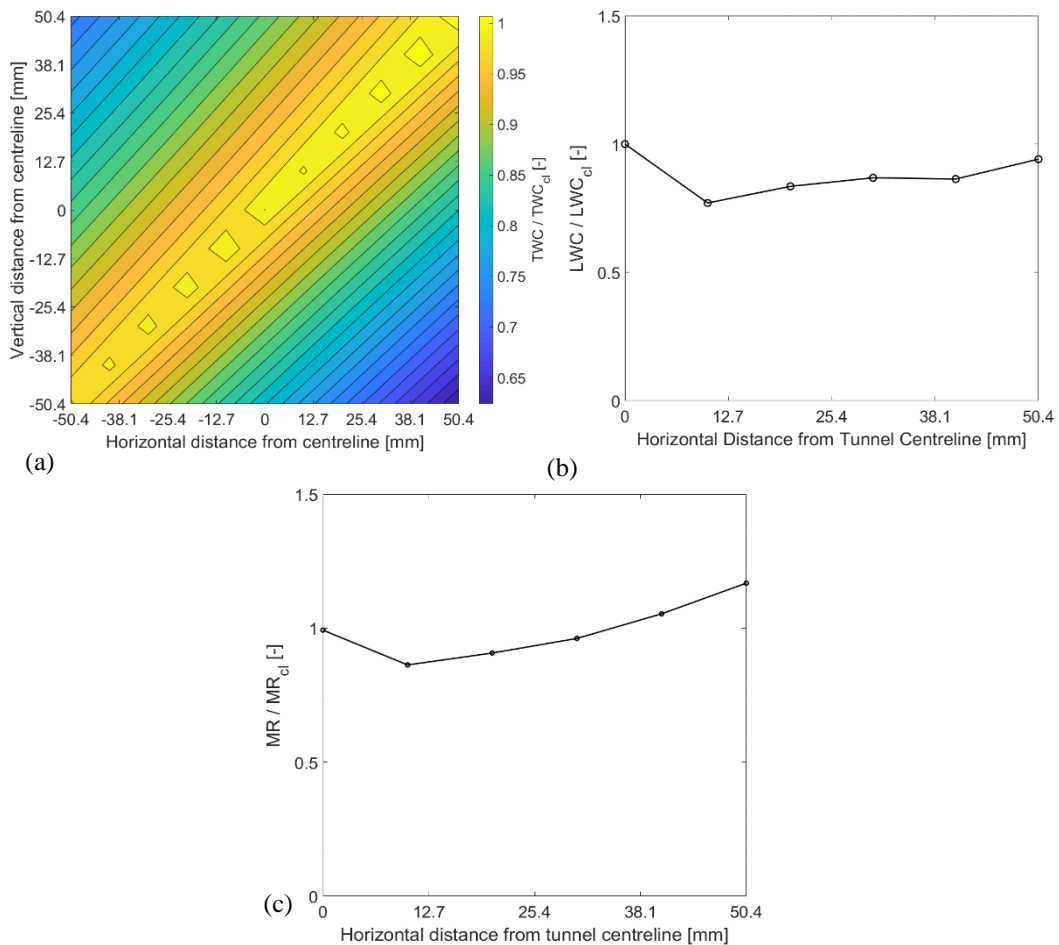 50.4
38.1
25.4
12.7
0
-12.7
-25.4
-38.1
-50.4
Vertical distance from centreline [mm]
-50.4 -38.1 -25.4 -12.7 0 12.7 25.4 38.1 50.4
Horizontal distance from centreline [mm]
1
0.95
0.9
0.85
0.8
0.75
0.7
0.65
TWC / TWC_cl [-]
(a)
1.5
1
0.5
0
LWC / LWC_cl [-]
0 12.7 25.4 38.1 50.4
Horizontal Distance from Tunnel Centreline [mm]
(b)
1.5
1
0.5
0
MR / MR_cl [-]
0 12.7 25.4 38.1 50.4
Horizontal distance from tunnel centreline [mm]
(c)